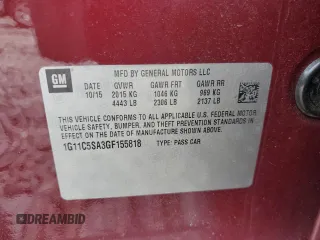 GM
MFD BY GENERAL MOTORS LLC
DATE GVWR GAWR FRT GAWR RR
10/15 2015 KG 1046 KG 969 KG
4443 LB 2306 LB 2137 LB
THIS VEHICLE CONFORMS TO ALL APPLICABLE U.S. FEDERAL MOTOR
VEHICLE SAFETY, BUMPER, AND THEFT PREVENTION STANDARDS IN
EFFECT ON THE DATE OF MANUFACTURE SHOWN ABOVE.
1G11C5SA3GF155818 TYPE: PASS CAR
DREAMBID